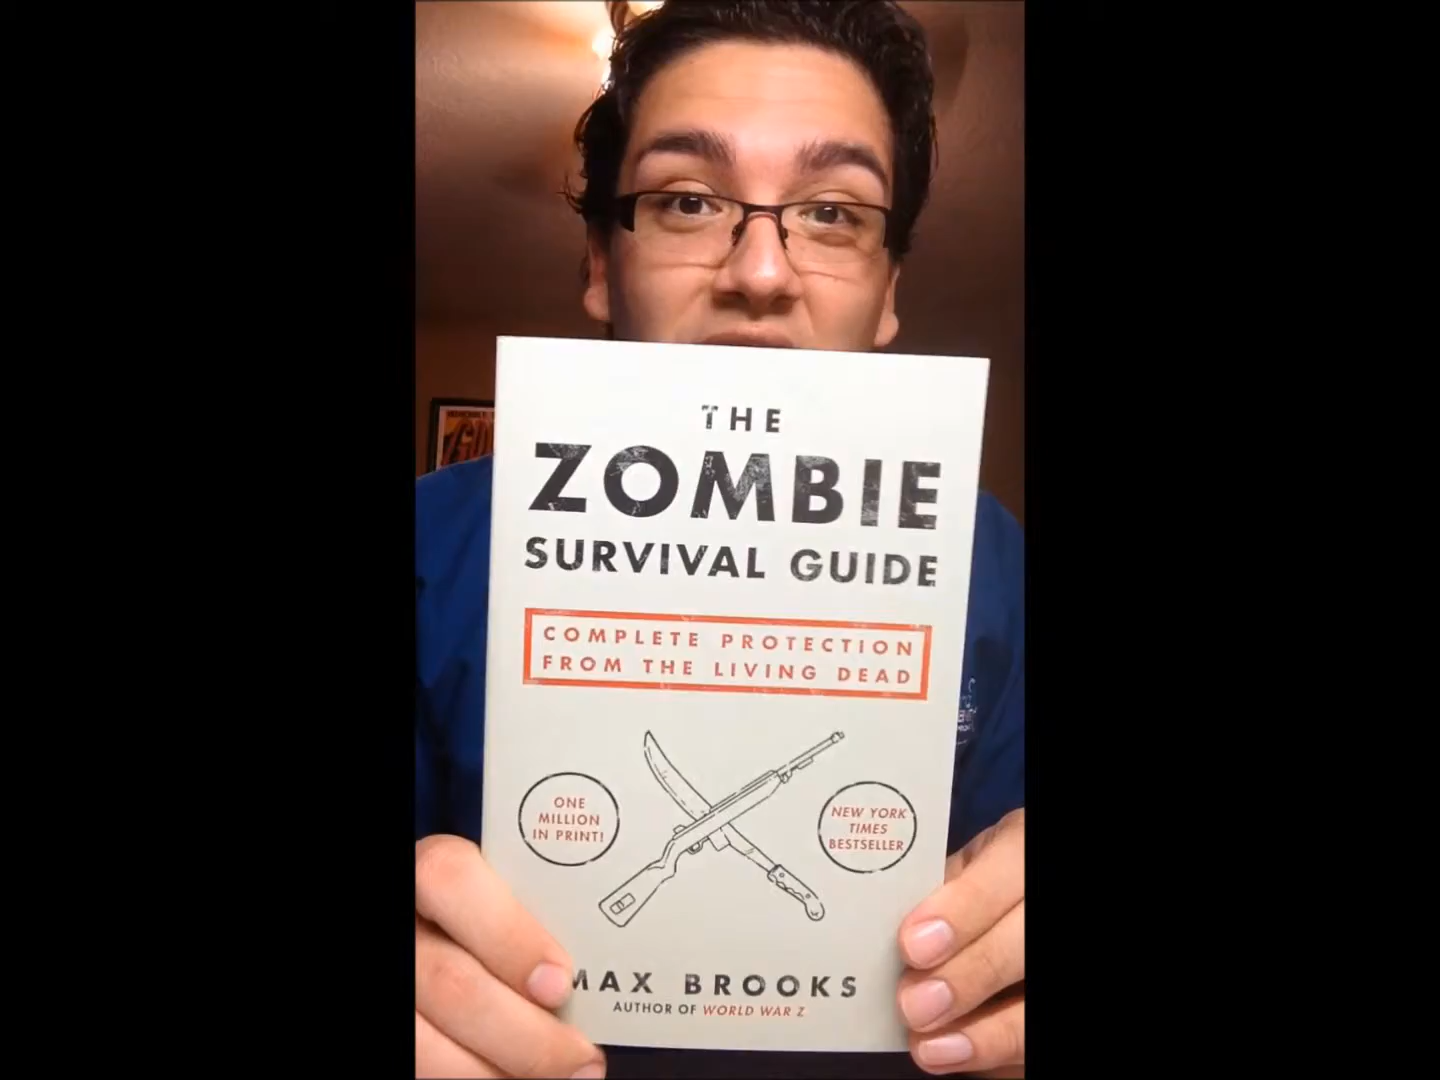 THE
ZOMBIE
SURVIVAL GUIDE
COMPLETE PROTECTION
FROM THE LIVING DEAD
ONE
MILLION
IN PRINT!
NEW YORK
TIMES
BESTSELLER
MAX BROOKS
AUTHOR OF WORLD WAR Z